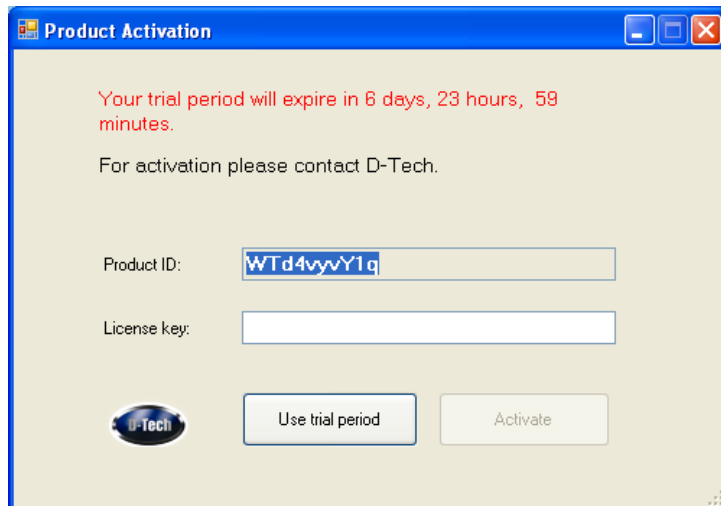 Product Activation
Your trial period will expire in 6 days, 23 hours,  59
minutes.
For activation please contact D-Tech.
Product ID: WTd4vyvY1q
License key:
D-Tech Use trial period Activate